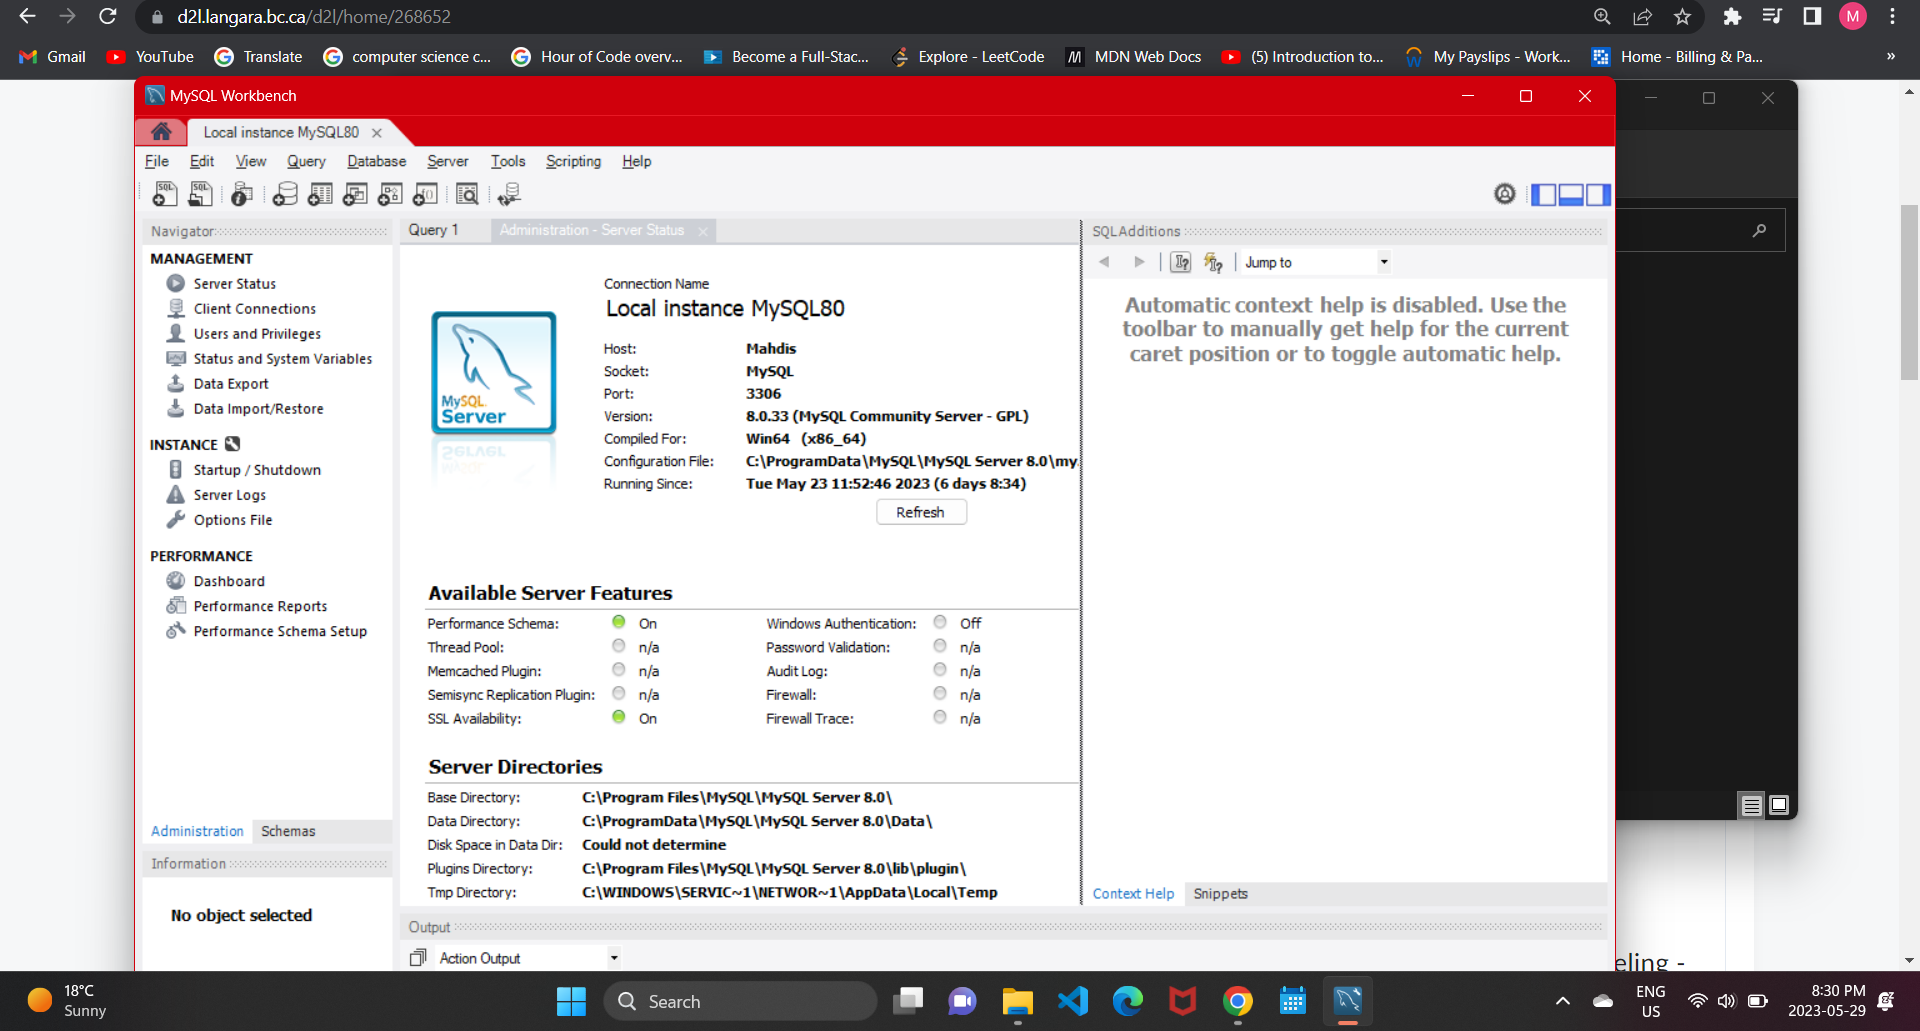 d2l.langara.bc.ca/d2l/home/268652
M
Gmail
YouTube
Translate
computer science c...
Hour of Code overv...
Become a Full-Stac...
Explore - LeetCode
MDN Web Docs
(5) Introduction to...
My Payslips - Work...
Home - Billing & Pa...
»
MySQL Workbench
Local instance MySQL80
File Edit View Query Database Server Tools Scripting Help
Navigator
MANAGEMENT
Server Status
Client Connections
Users and Privileges
Status and System Variables
Data Export
Data Import/Restore
INSTANCE
Startup / Shutdown
Server Logs
Options File
PERFORMANCE
Dashboard
Performance Reports
Performance Schema Setup
Administration Schemas
Information
No object selected
Query 1 Administration - Server Status
MySQL
Server
Connection Name
Local instance MySQL80
Host: Mahdis
Socket: MySQL
Port: 3306
Version: 8.0.33 (MySQL Community Server - GPL)
Compiled For: Win64 (x86_64)
Configuration File: C:\ProgramData\MySQL\MySQL Server 8.0\my
Running Since: Tue May 23 11:52:46 2023 (6 days 8:34)
Refresh
Available Server Features
Performance Schema: On Windows Authentication: Off
Thread Pool: n/a Password Validation: n/a
Memcached Plugin: n/a Audit Log: n/a
Semisync Replication Plugin: n/a Firewall: n/a
SSL Availability: On Firewall Trace: n/a
Server Directories
Base Directory: C:\Program Files\MySQL\MySQL Server 8.0\
Data Directory: C:\ProgramData\MySQL\MySQL Server 8.0\Data\
Disk Space in Data Dir: Could not determine
Plugins Directory: C:\Program Files\MySQL\MySQL Server 8.0\lib\plugin\
Tmp Directory: C:\WINDOWS\SERVIC~1\NETWOR~1\AppData\Local\Temp
Output
Action Output
SQLAdditions
Jump to
Automatic context help is disabled. Use the
toolbar to manually get help for the current
caret position or to toggle automatic help.
Context Help Snippets
eling -
18°C
Sunny
Search
ENG
US
8:30 PM
2023-05-29